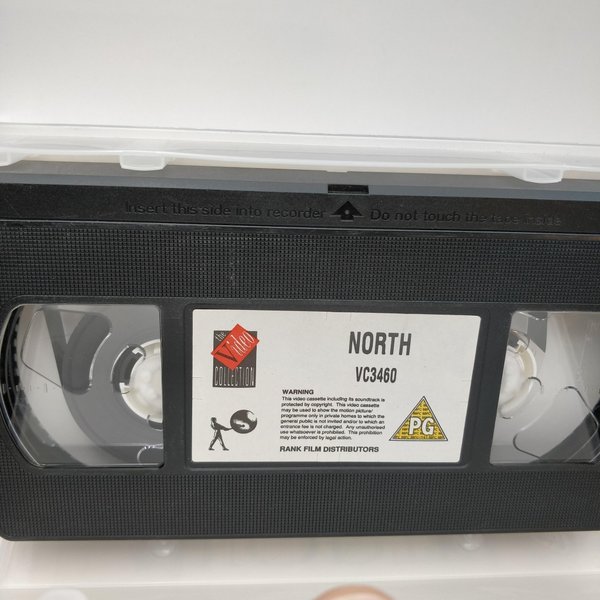 Insert this side into recorder Do not touch the tape inside
the
Video
COLLECTION
NORTH
VC3460
WARNING
This video cassette including its soundtrack is
protected by copyright. This video cassette
may be used to show the motion picture/
programme only in private homes to which the
general public is not invited and/or in which an
entrance fee is not charged. Any unauthorised
use whatsoever is prohibited. This prohibition
may be enforced by legal action.
PG
RANK FILM DISTRIBUTORS